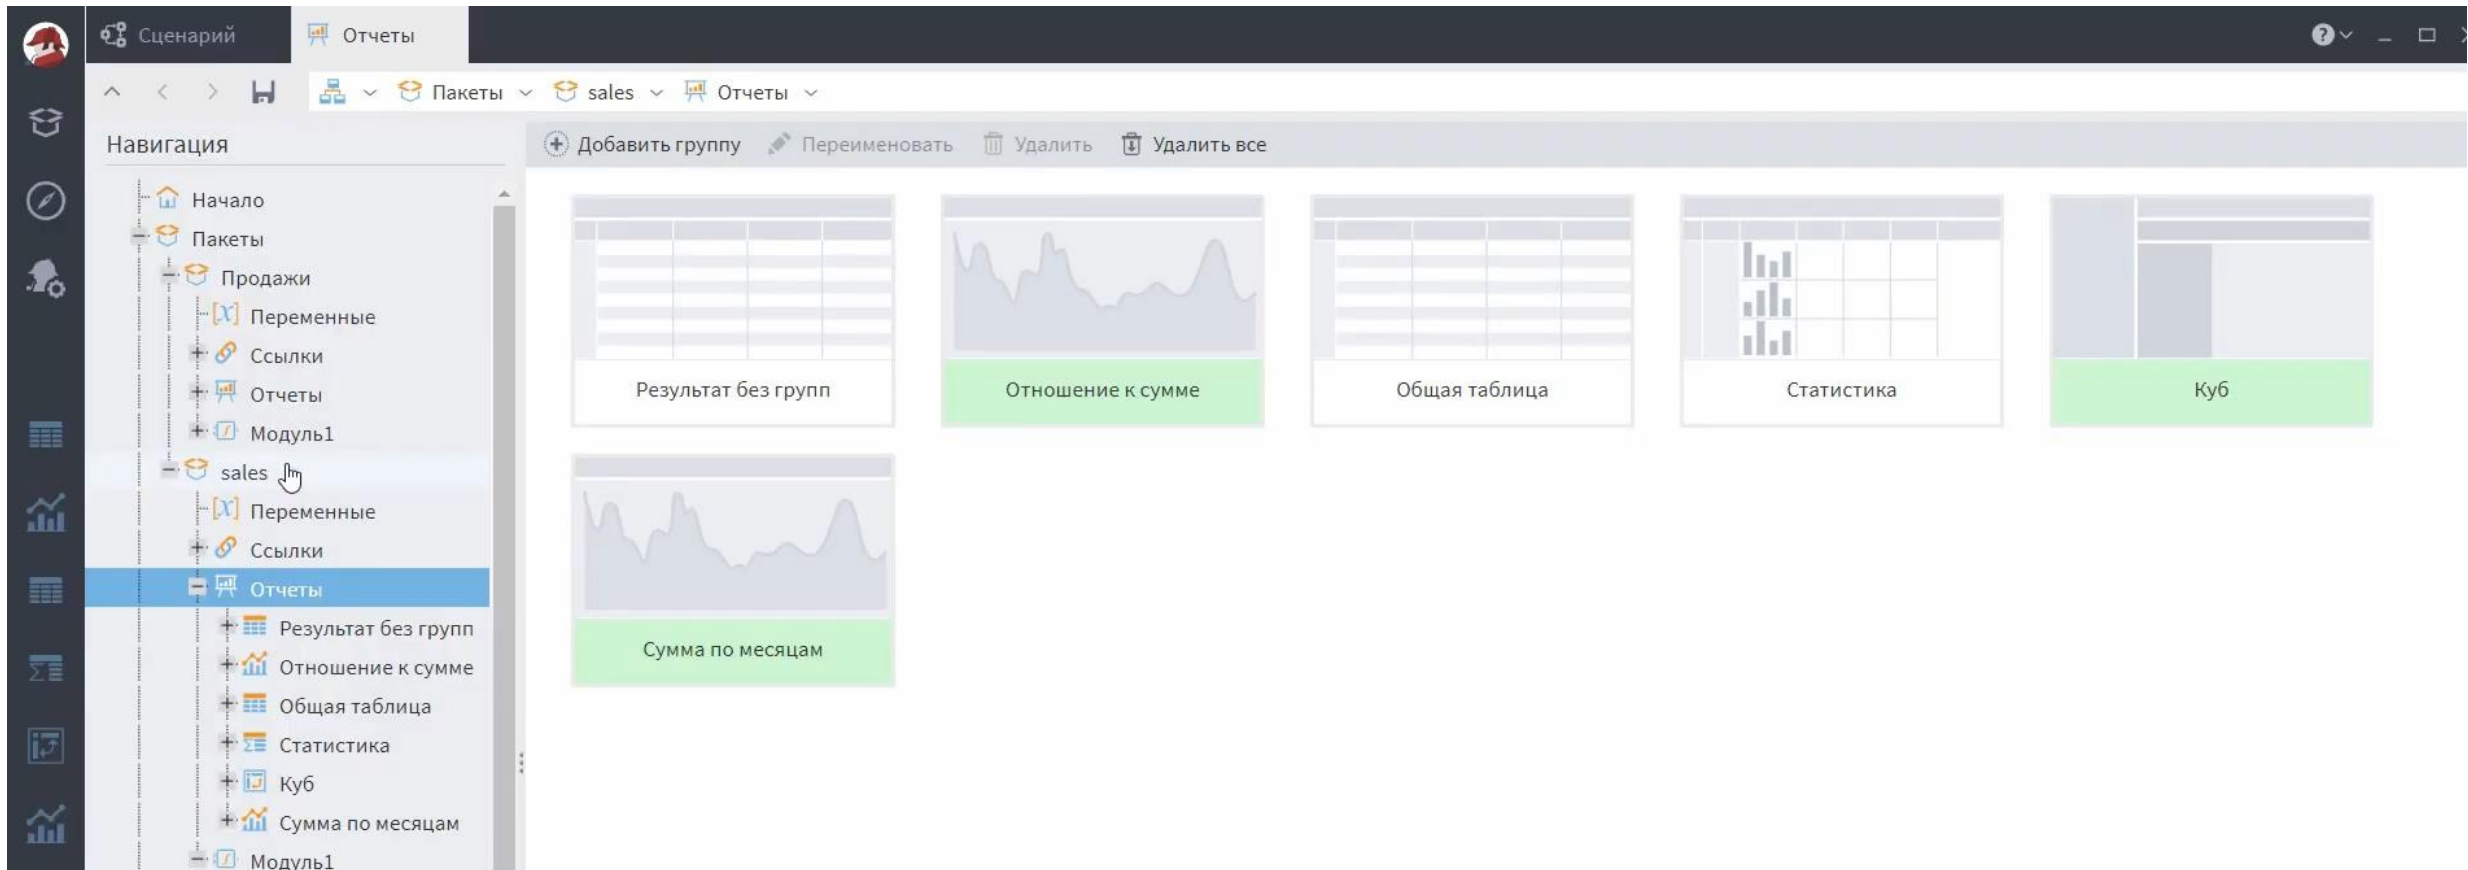 Сценарий
Отчеты
Пакеты
sales
Отчеты
Навигация
Добавить группу
Переименовать
Удалить
Удалить все
Начало
Пакеты
Продажи
[X] Переменные
Ссылки
Отчеты
Модуль1
sales
[X] Переменные
Ссылки
Отчеты
Результат без групп
Отношение к сумме
Общая таблица
Статистика
Куб
Сумма по месяцам
Модуль1
Результат без групп
Отношение к сумме
Общая таблица
Статистика
Куб
Сумма по месяцам